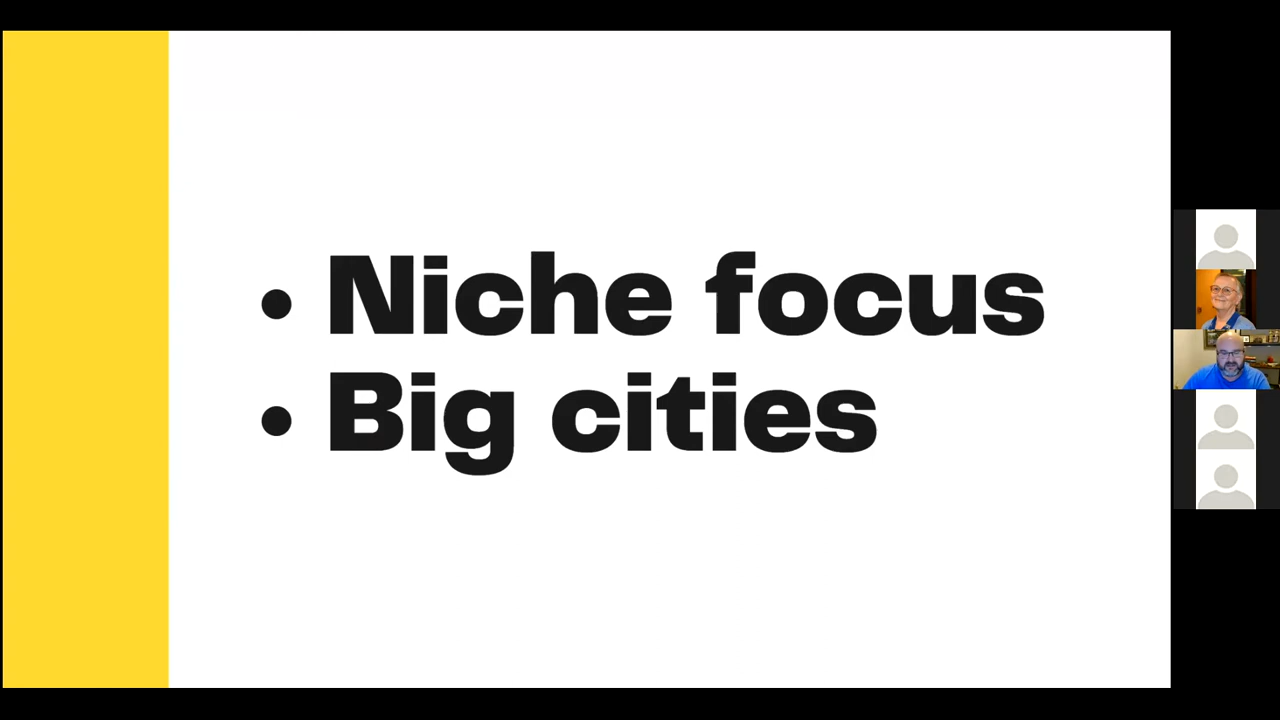 • Niche focus
• Big cities